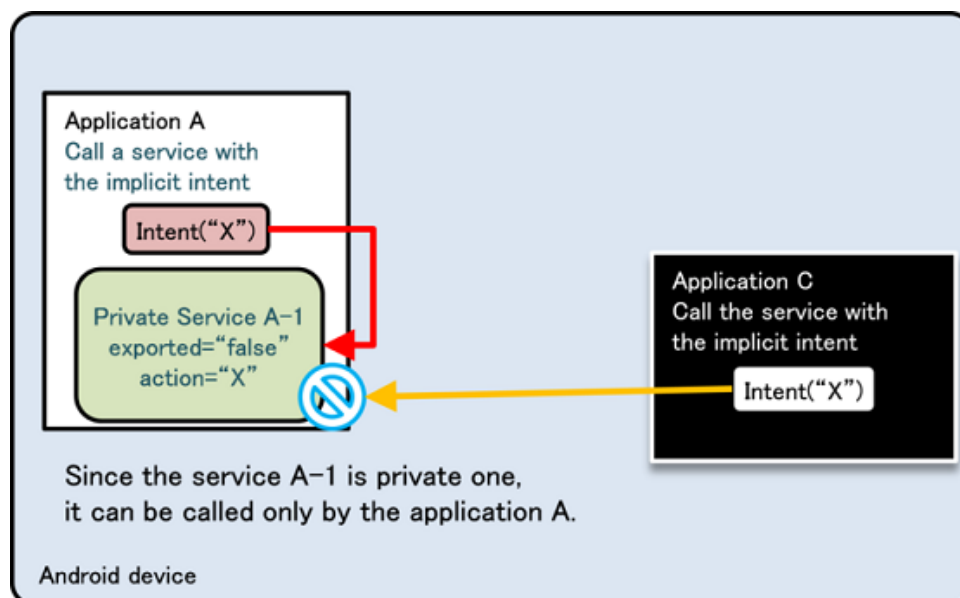 Application A
Call a service with
the implicit intent
Intent(“X”)
Private Service A-1
exported=“false”
action=“X”
Application C
Call the service with
the implicit intent
Intent(“X”)
Since the service A-1 is private one,
it can be called only by the application A.
Android device